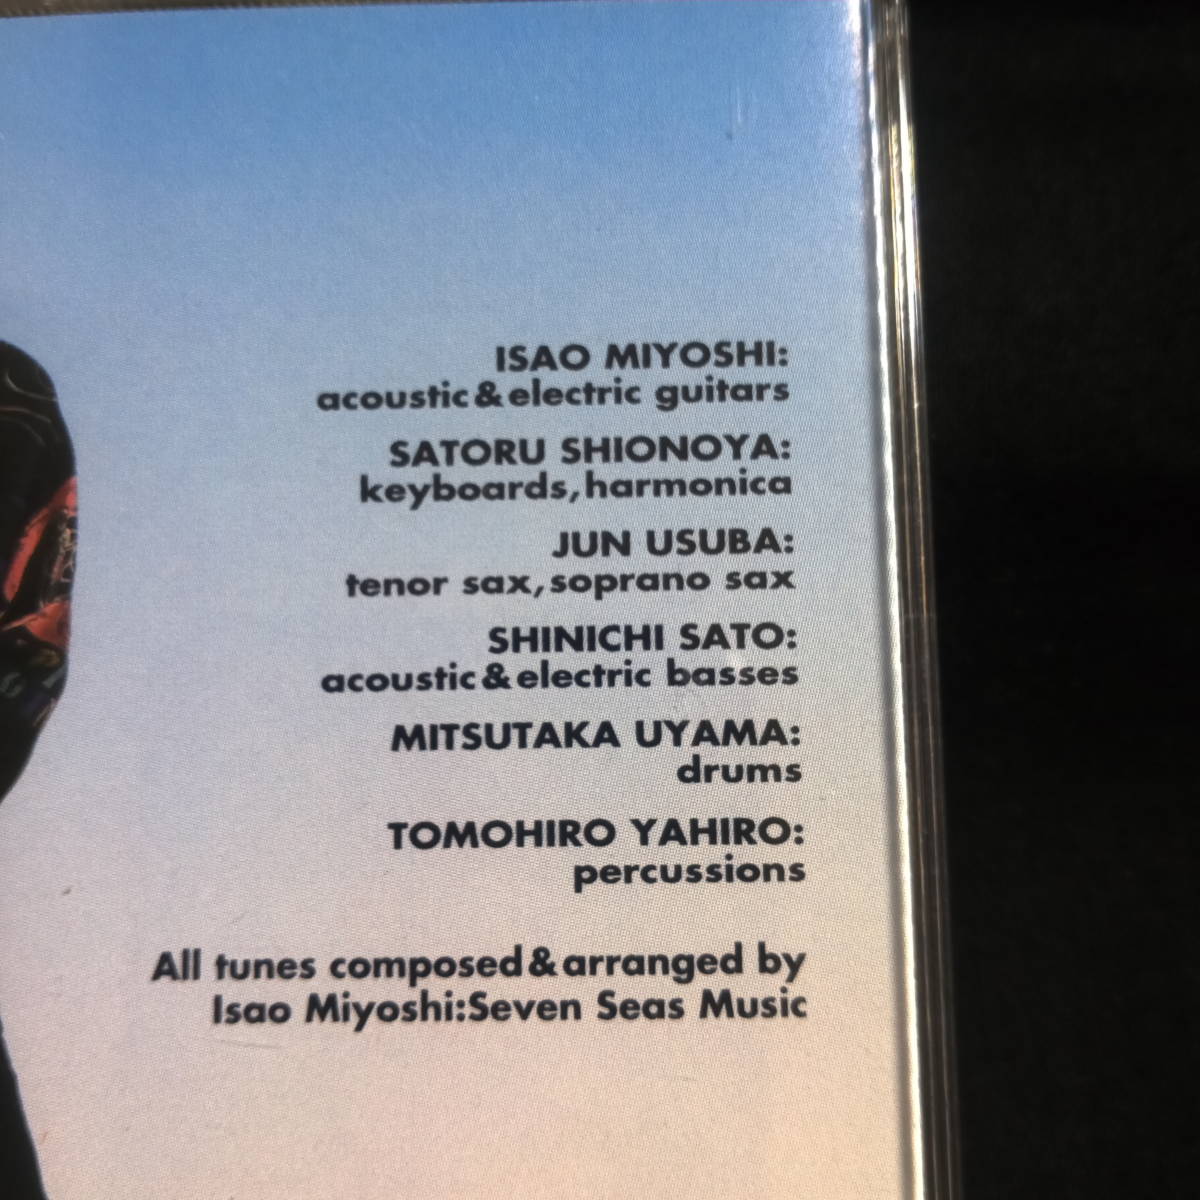 ISAO MIYOSHI:
acoustic&electric guitars
SATORU SHIONOYA:
keyboards,harmonica
JUN USUBA:
tenor sax,soprano sax
SHINICHI SATO:
acoustic&electric basses
MITSUTAKA UYAMA:
drums
TOMOHIRO YAHIRO:
percussions
All tunes composed&arranged by
Isao Miyoshi:Seven Seas Music